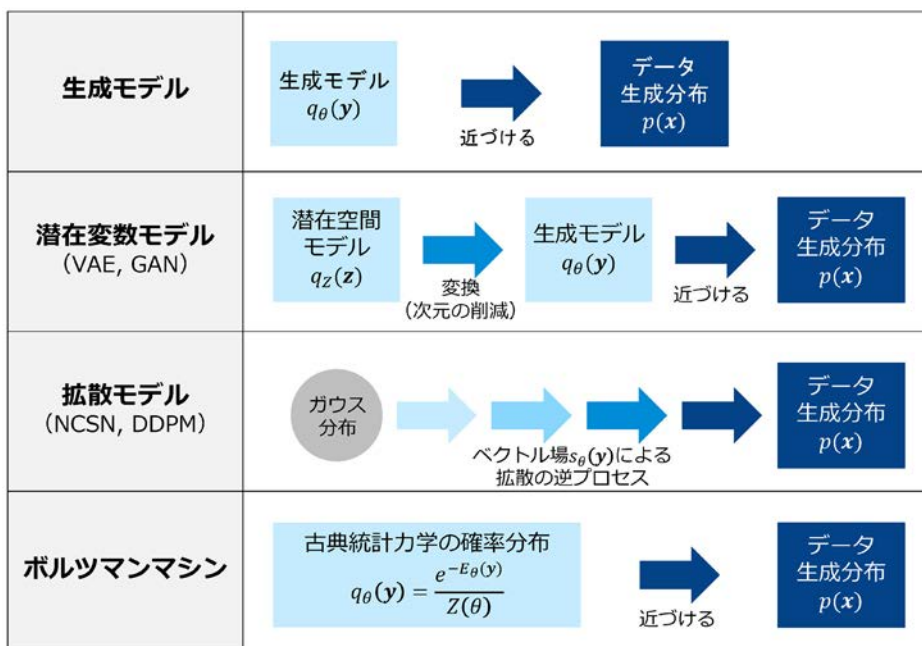 生成モデル
生成モデル
qθ(y)
近づける
データ
生成分布
p(x)
潜在変数モデル
(VAE, GAN)
潜在空間
モデル
qZ(z)
変換
(次元の削減)
生成モデル
qθ(y)
近づける
データ
生成分布
p(x)
拡散モデル
(NCSN, DDPM)
ガウス
分布
ベクトル場sθ(y)による
拡散の逆プロセス
データ
生成分布
p(x)
ボルツマンマシン
古典統計力学の確率分布
qθ(y) = e^{-Eθ(y)} / Z(θ)
近づける
データ
生成分布
p(x)